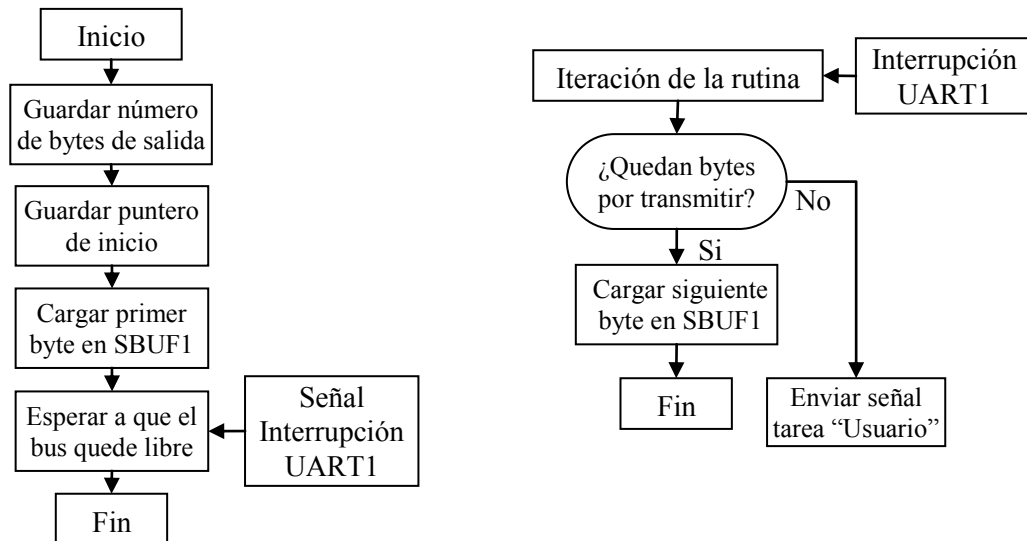 Inicio
Guardar número
de bytes de salida
Guardar puntero
de inicio
Cargar primer
byte en SBUF1
Esperar a que el
bus quede libre
Señal
Interrupción
UART1
Fin
Iteración de la rutina
Interrupción
UART1
¿Quedan bytes
por transmitir?
No
Si
Cargar siguiente
byte en SBUF1
Fin
Enviar señal
tarea “Usuario”